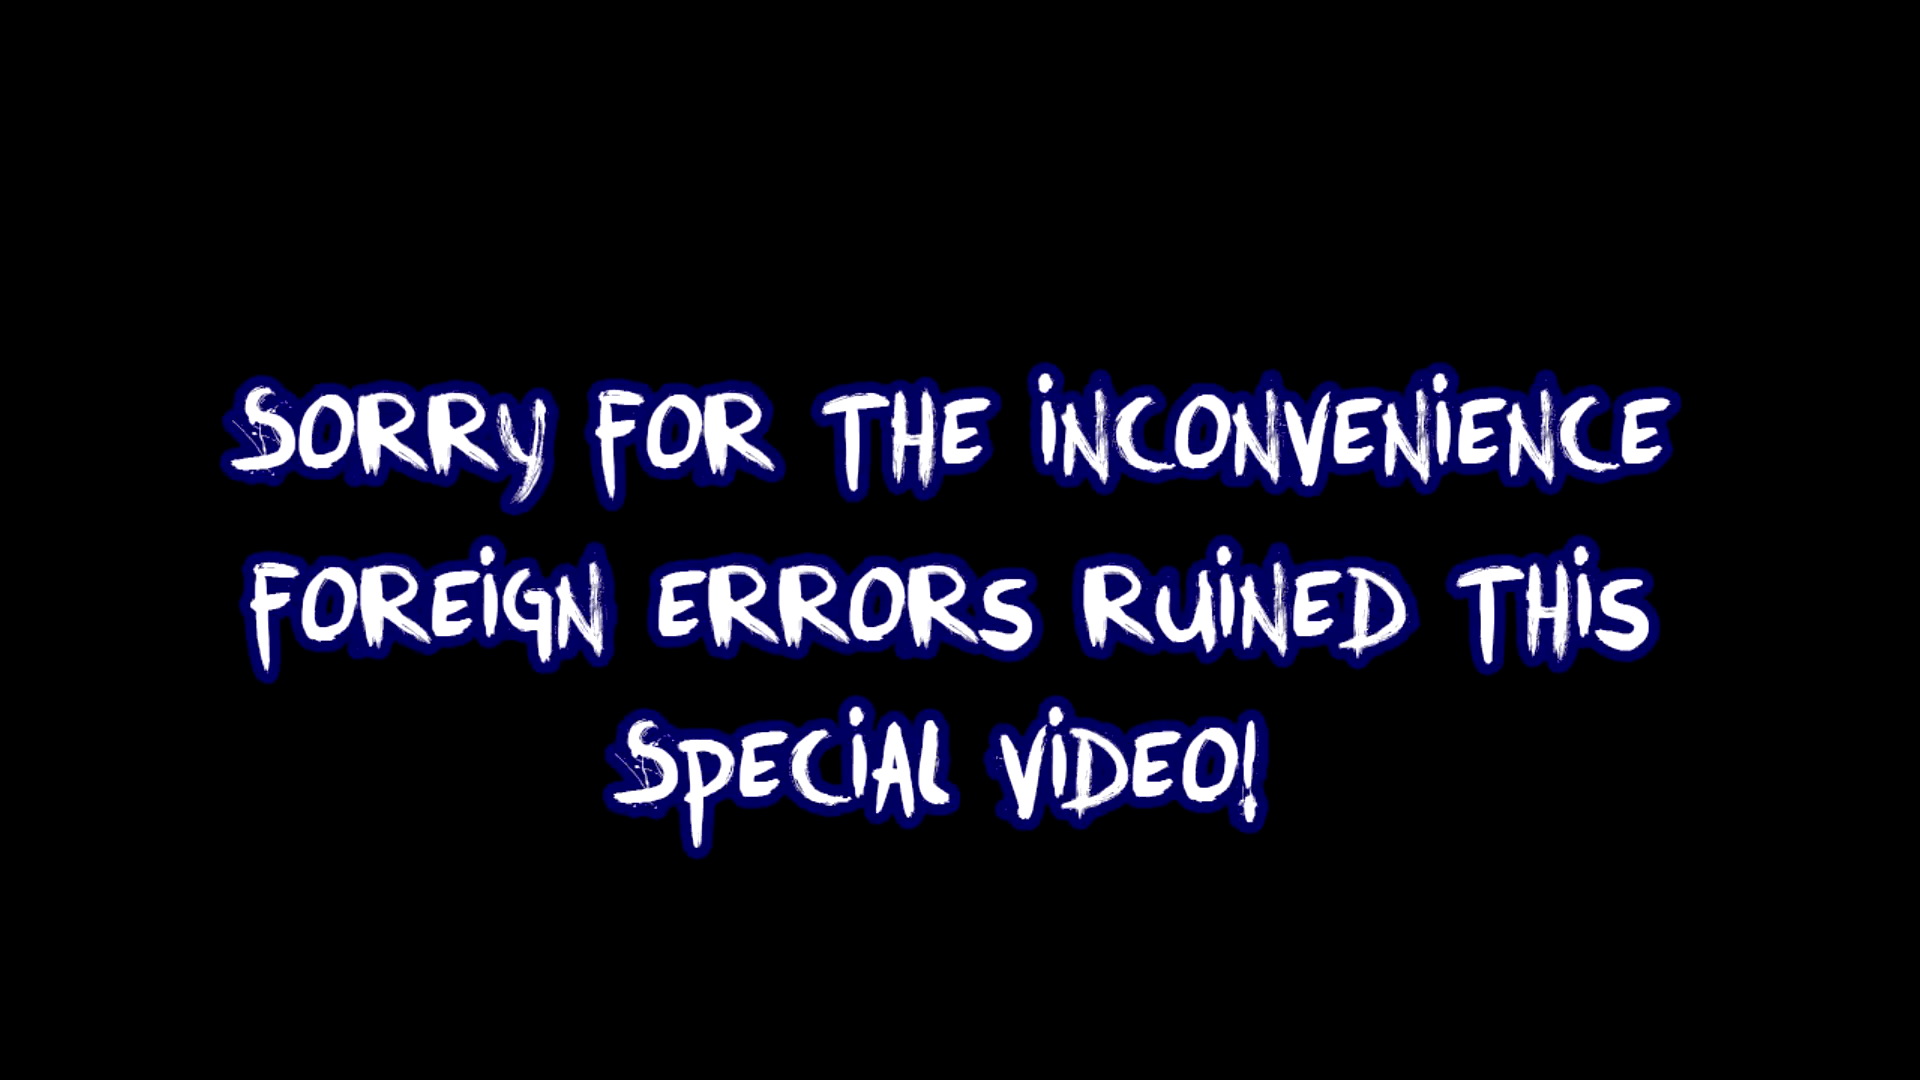 Sorry for the inconvenience
foreign errors ruined this
Special video!